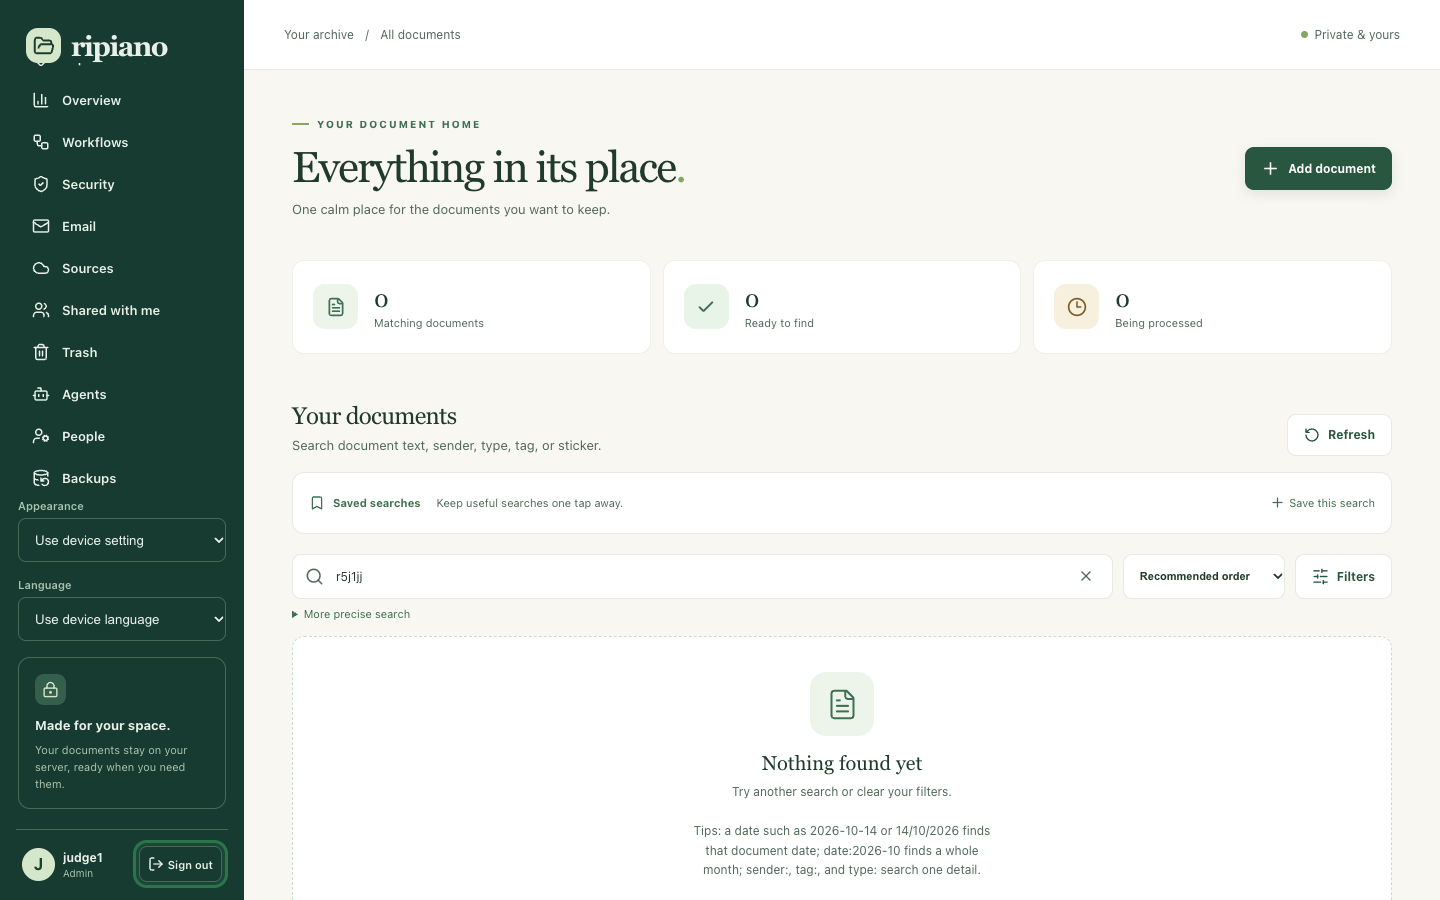 ripiano
Overview
Workflows
Security
Email
Sources
Shared with me
Trash
Agents
People
Backups
Appearance
Use device setting
Language
Use device language
Made for your space.
Your documents stay on your
server, ready when you need
them.
J
judge1
Admin
Sign out
Your archive / All documents
Private & yours
YOUR DOCUMENT HOME
Everything in its place.
One calm place for the documents you want to keep.
Add document
0
Matching documents
0
Ready to find
0
Being processed
Your documents
Search document text, sender, type, tag, or sticker.
Refresh
Saved searches Keep useful searches one tap away.
Save this search
r5j1jj
Recommended order
Filters
More precise search
Nothing found yet
Try another search or clear your filters.
Tips: a date such as 2026-10-14 or 14/10/2026 finds
that document date; date:2026-10 finds a whole
month; sender:, tag:, and type: search one detail.